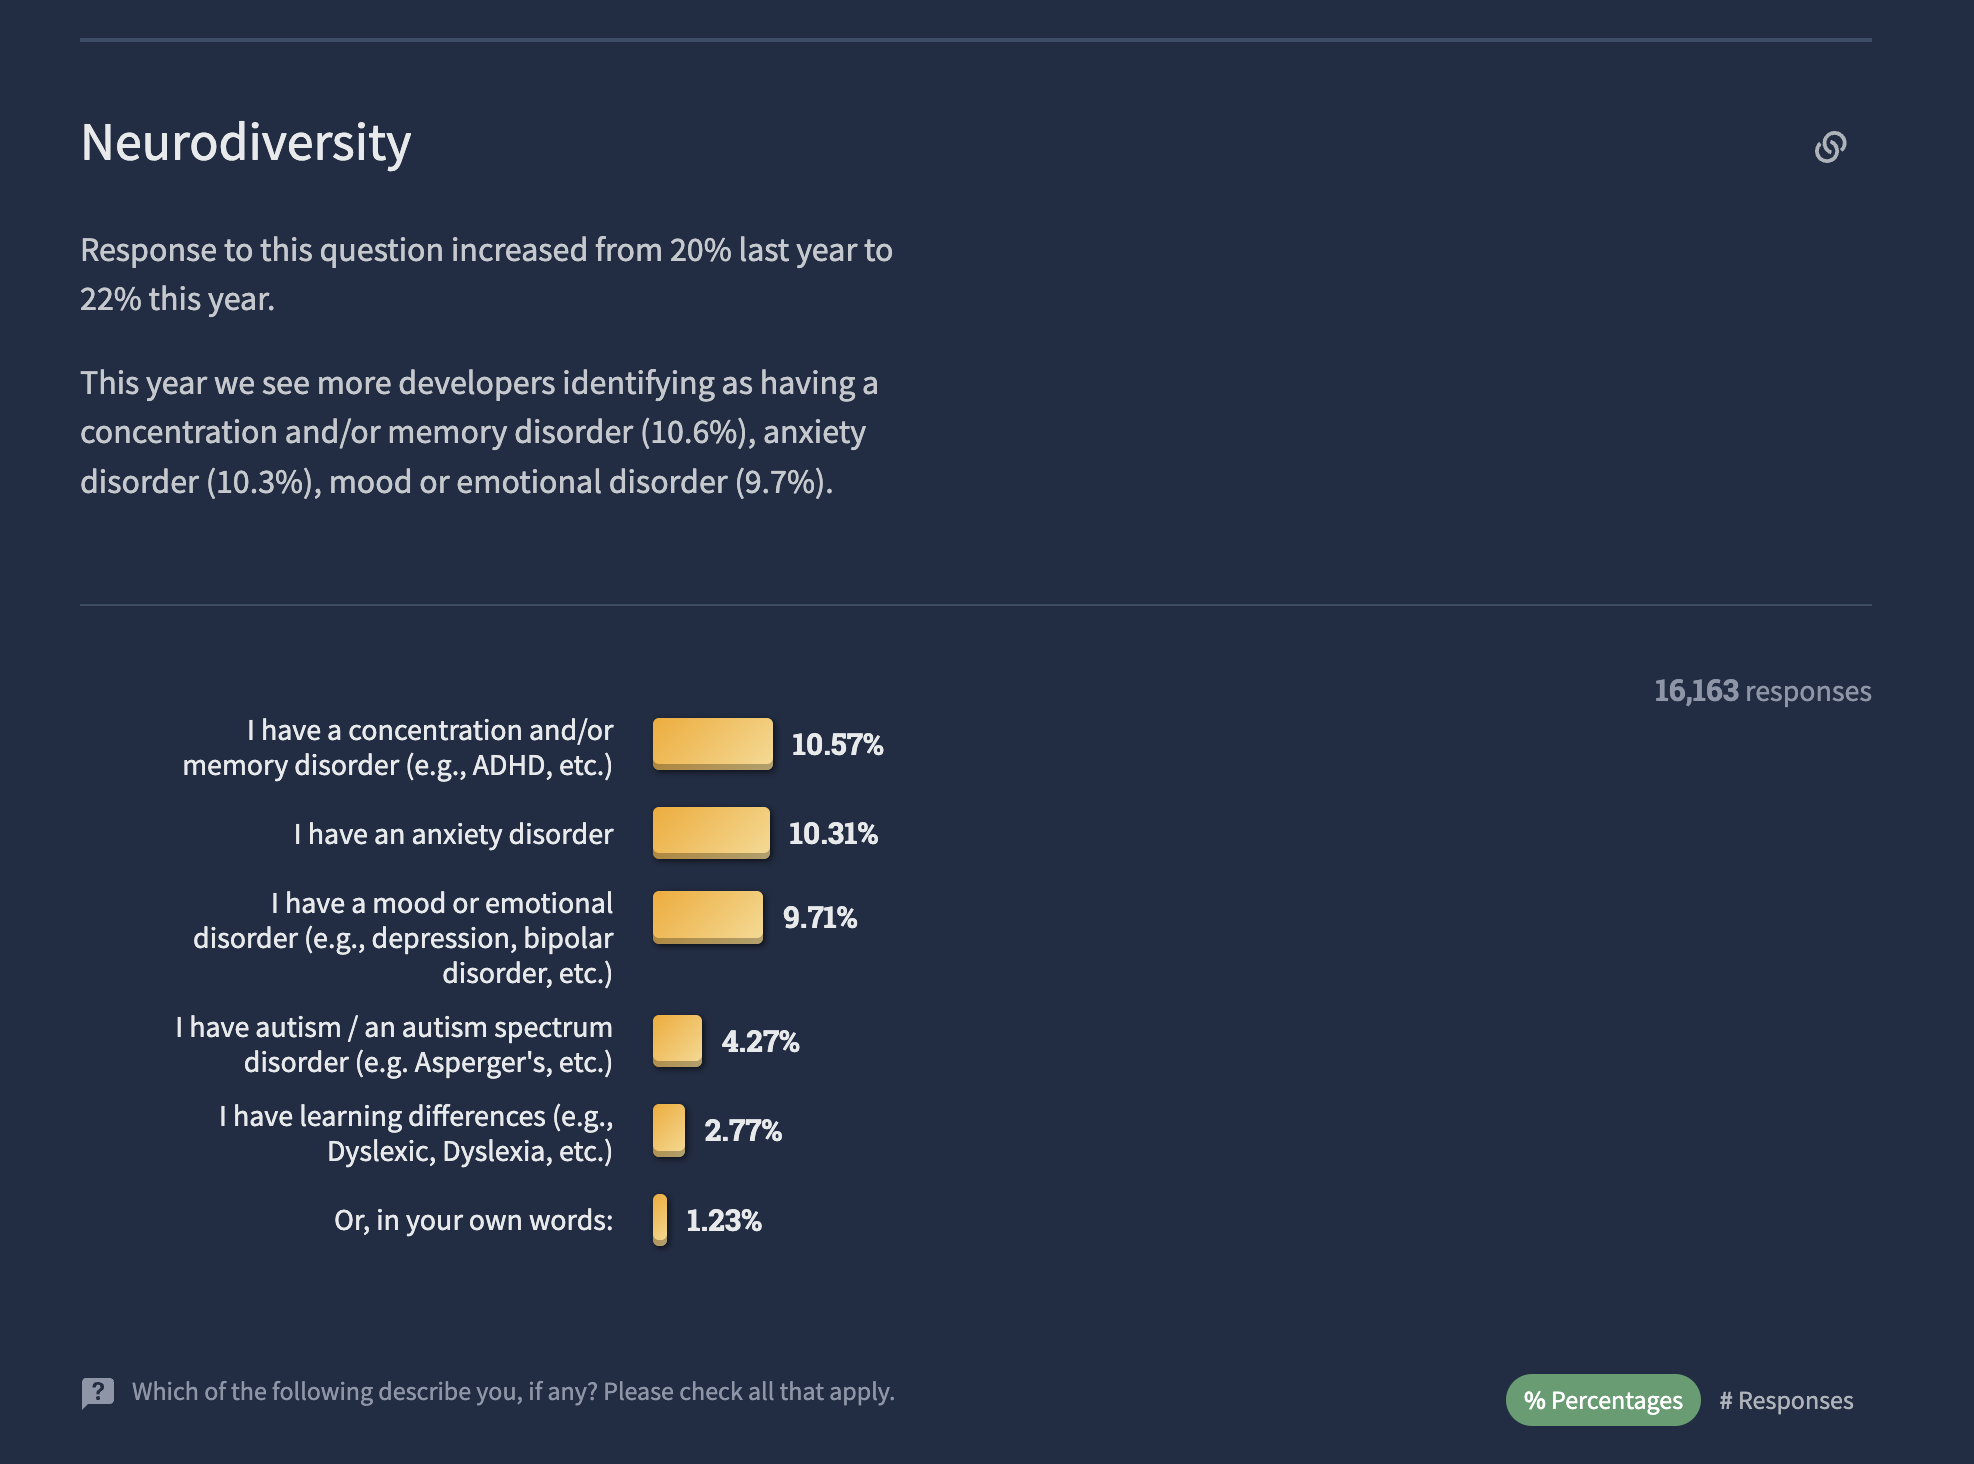 Neurodiversity
Response to this question increased from 20% last year to
22% this year.
This year we see more developers identifying as having a
concentration and/or memory disorder (10.6%), anxiety
disorder (10.3%), mood or emotional disorder (9.7%).
16,163 responses
I have a concentration and/or
memory disorder (e.g., ADHD, etc.)
10.57%
I have an anxiety disorder
10.31%
I have a mood or emotional
disorder (e.g., depression, bipolar
disorder, etc.)
9.71%
I have autism / an autism spectrum
disorder (e.g. Asperger's, etc.)
4.27%
I have learning differences (e.g.,
Dyslexic, Dyslexia, etc.)
2.77%
Or, in your own words:
1.23%
? Which of the following describe you, if any? Please check all that apply.
% Percentages # Responses